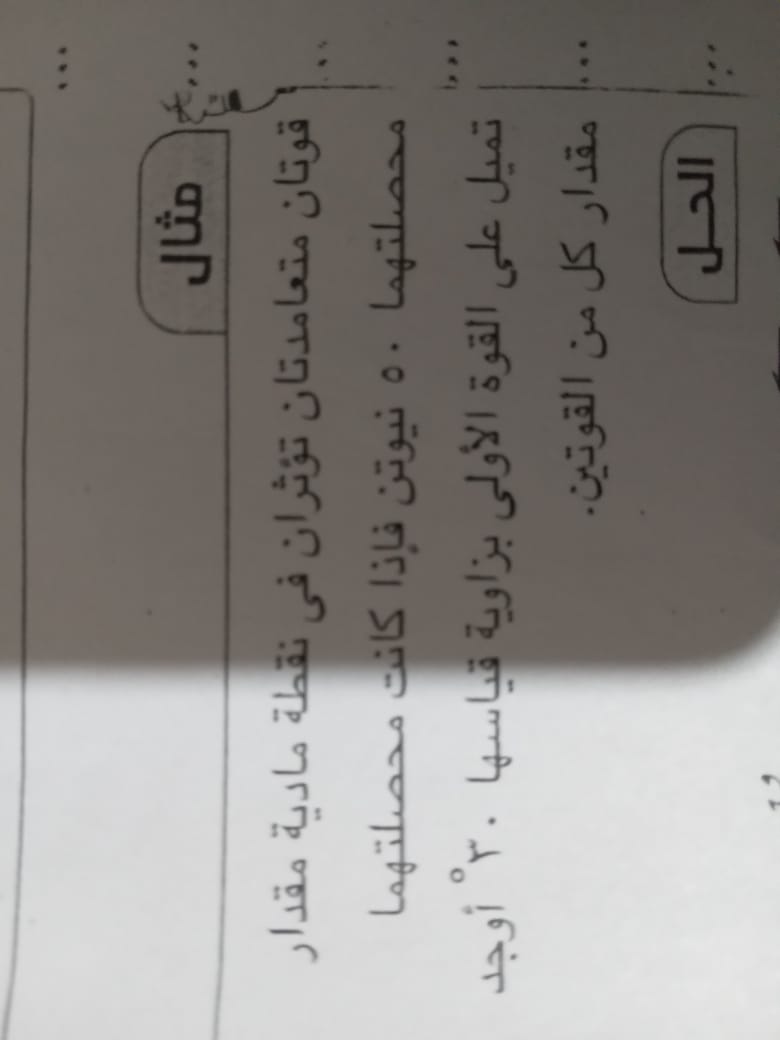 مثال
قوتان متعامدتان تؤثران فى نقطة مادية مقدار
محصلتهما ٥٠ نيوتن فإذا كانت محصلتهما
تميل على القوة الأولى بزاوية قياسها ٣٠° أوجد
مقدار كل من القوتين.
الحـل